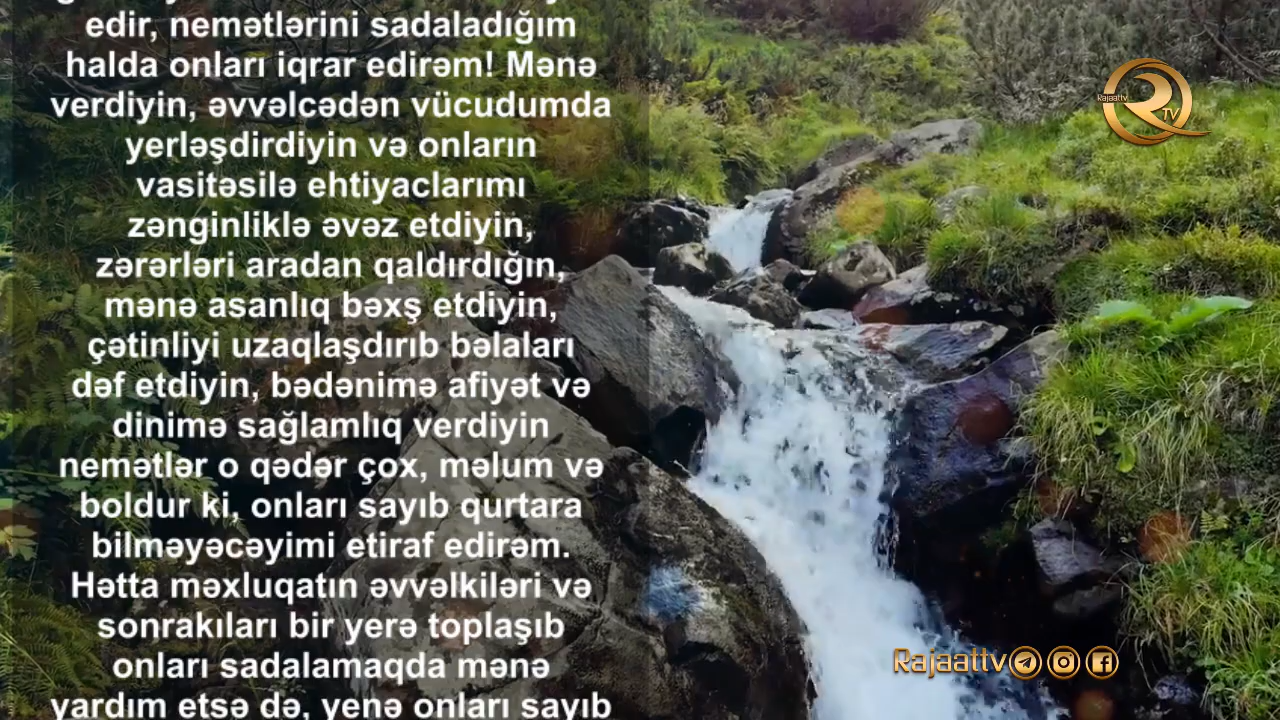 edir, nemətlərini sadaladığım
halda onları iqrar edirəm! Mənə
verdiyin, əvvəlcədən vücudumda
yerləşdirdiyin və onların
vasitəsilə ehtiyaclarımı
zənginliklə əvəz etdiyin,
zərərləri aradan qaldırdığın,
mənə asanlıq bəxş etdiyin,
çətinliyi uzaqlaşdırıb bəlaları
dəf etdiyin, bədənimə afiyət və
dinimə sağlamlıq verdiyin
nemətlər o qədər çox, məlum və
boldur ki, onları sayıb qurtara
bilməyəcəyimi etiraf edirəm.
Hətta məxluqatın əvvəlkiləri və
sonrakıları bir yerə toplaşıb
onları sadalamaqda mənə
yardım etsə də, yenə onları sayıb
Rajaattv
TV
Rajaattv